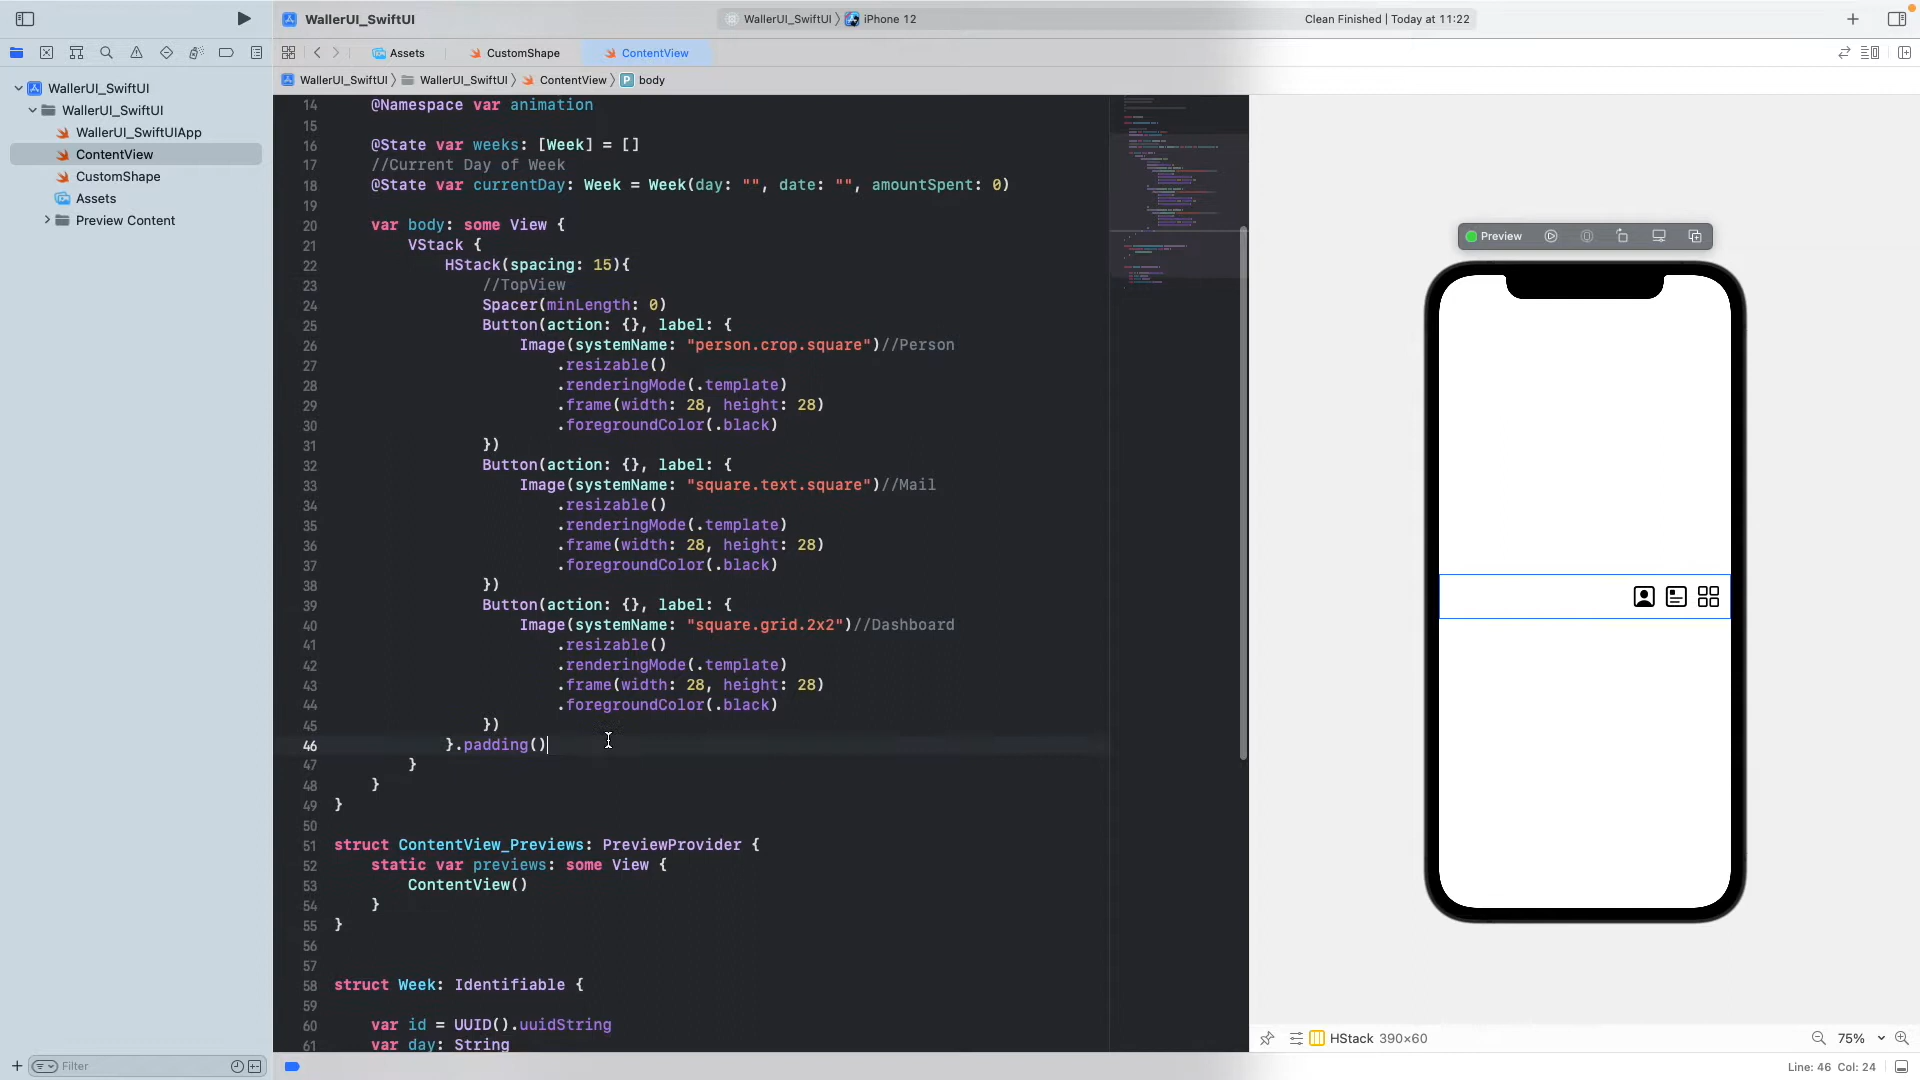 WallerUI_SwiftUI
WallerUI_SwiftUI
iPhone 12
Clean Finished | Today at 11:22
Assets
CustomShape
ContentView
WallerUI_SwiftUI
WallerUI_SwiftUI
ContentView
body
WallerUI_SwiftUI
WallerUI_SwiftUI
WallerUI_SwiftUIApp
ContentView
CustomShape
Assets
Preview Content
14 @Namespace var animation
15
16 @State var weeks: [Week] = []
17 //Current Day of Week
18 @State var currentDay: Week = Week(day: "", date: "", amountSpent: 0)
19
20 var body: some View {
21 VStack {
22 HStack(spacing: 15){
23 //TopView
24 Spacer(minLength: 0)
25 Button(action: {}, label: {
26 Image(systemName: "person.crop.square")//Person
27 .resizable()
28 .renderingMode(.template)
29 .frame(width: 28, height: 28)
30 .foregroundColor(.black)
31 })
32 Button(action: {}, label: {
33 Image(systemName: "square.text.square")//Mail
34 .resizable()
35 .renderingMode(.template)
36 .frame(width: 28, height: 28)
37 .foregroundColor(.black)
38 })
39 Button(action: {}, label: {
40 Image(systemName: "square.grid.2x2")//Dashboard
41 .resizable()
42 .renderingMode(.template)
43 .frame(width: 28, height: 28)
44 .foregroundColor(.black)
45 })
46 }.padding()
47 }
48 }
49 }
50
51 struct ContentView_Previews: PreviewProvider {
52 static var previews: some View {
53 ContentView()
54 }
55 }
56
57
58 struct Week: Identifiable {
59
60 var id = UUID().uuidString
61 var day: String
Preview
HStack 390×60
75%
Filter
Line: 46 Col: 24